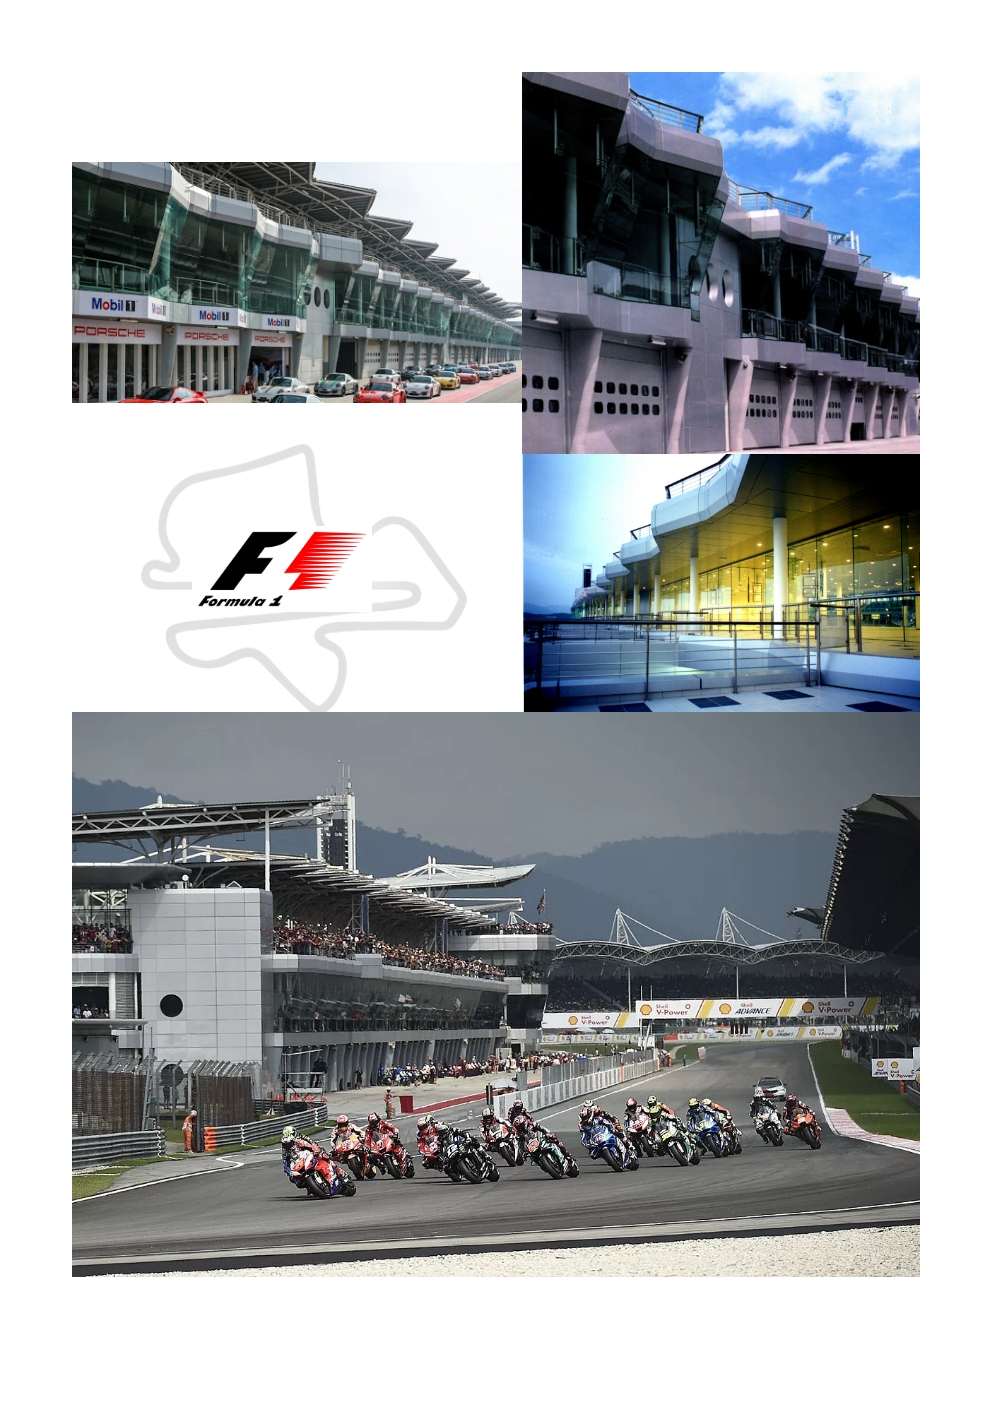 Mobil 1
Mobil 1
Mobil 1
PORSCHE
PORSCHE
PORSCHE
F1
Formula 1
Shell
V-Power
Shell
ADVANCE
Shell
V-Power
Shell
V-Power